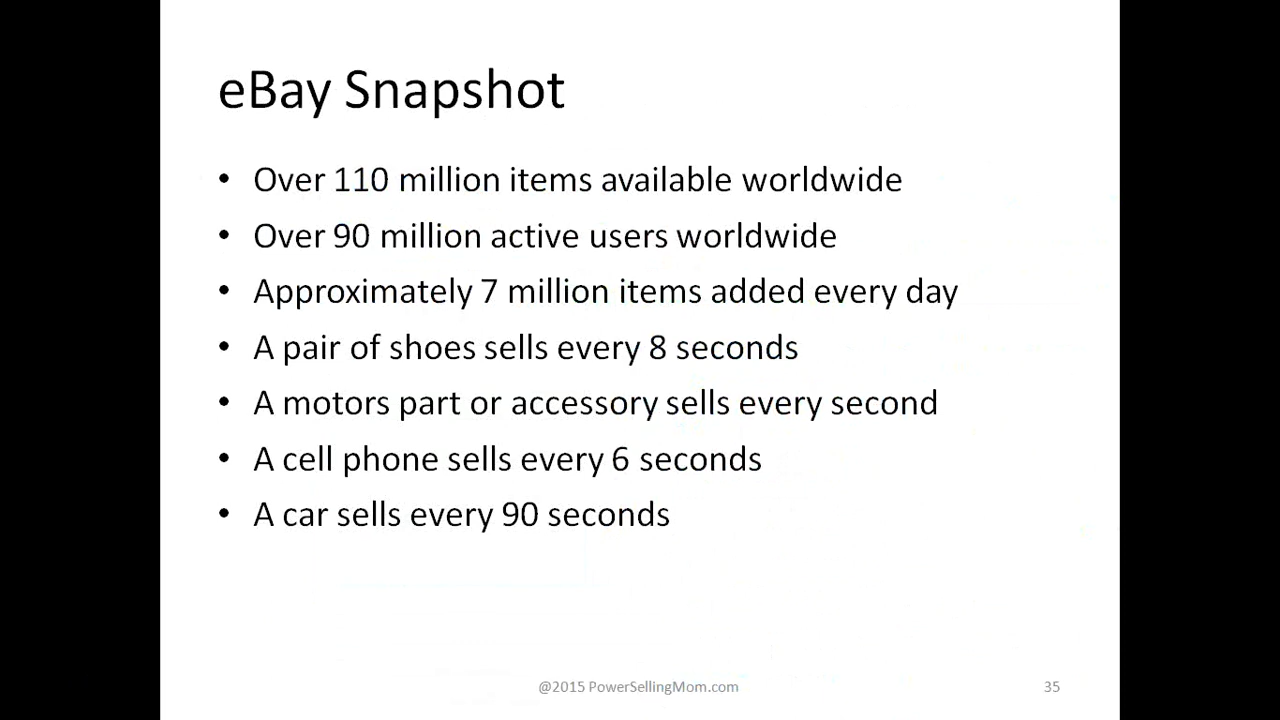 eBay Snapshot
• Over 110 million items available worldwide
• Over 90 million active users worldwide
• Approximately 7 million items added every day
• A pair of shoes sells every 8 seconds
• A motors part or accessory sells every second
• A cell phone sells every 6 seconds
• A car sells every 90 seconds
@2015 PowerSellingMom.com
35